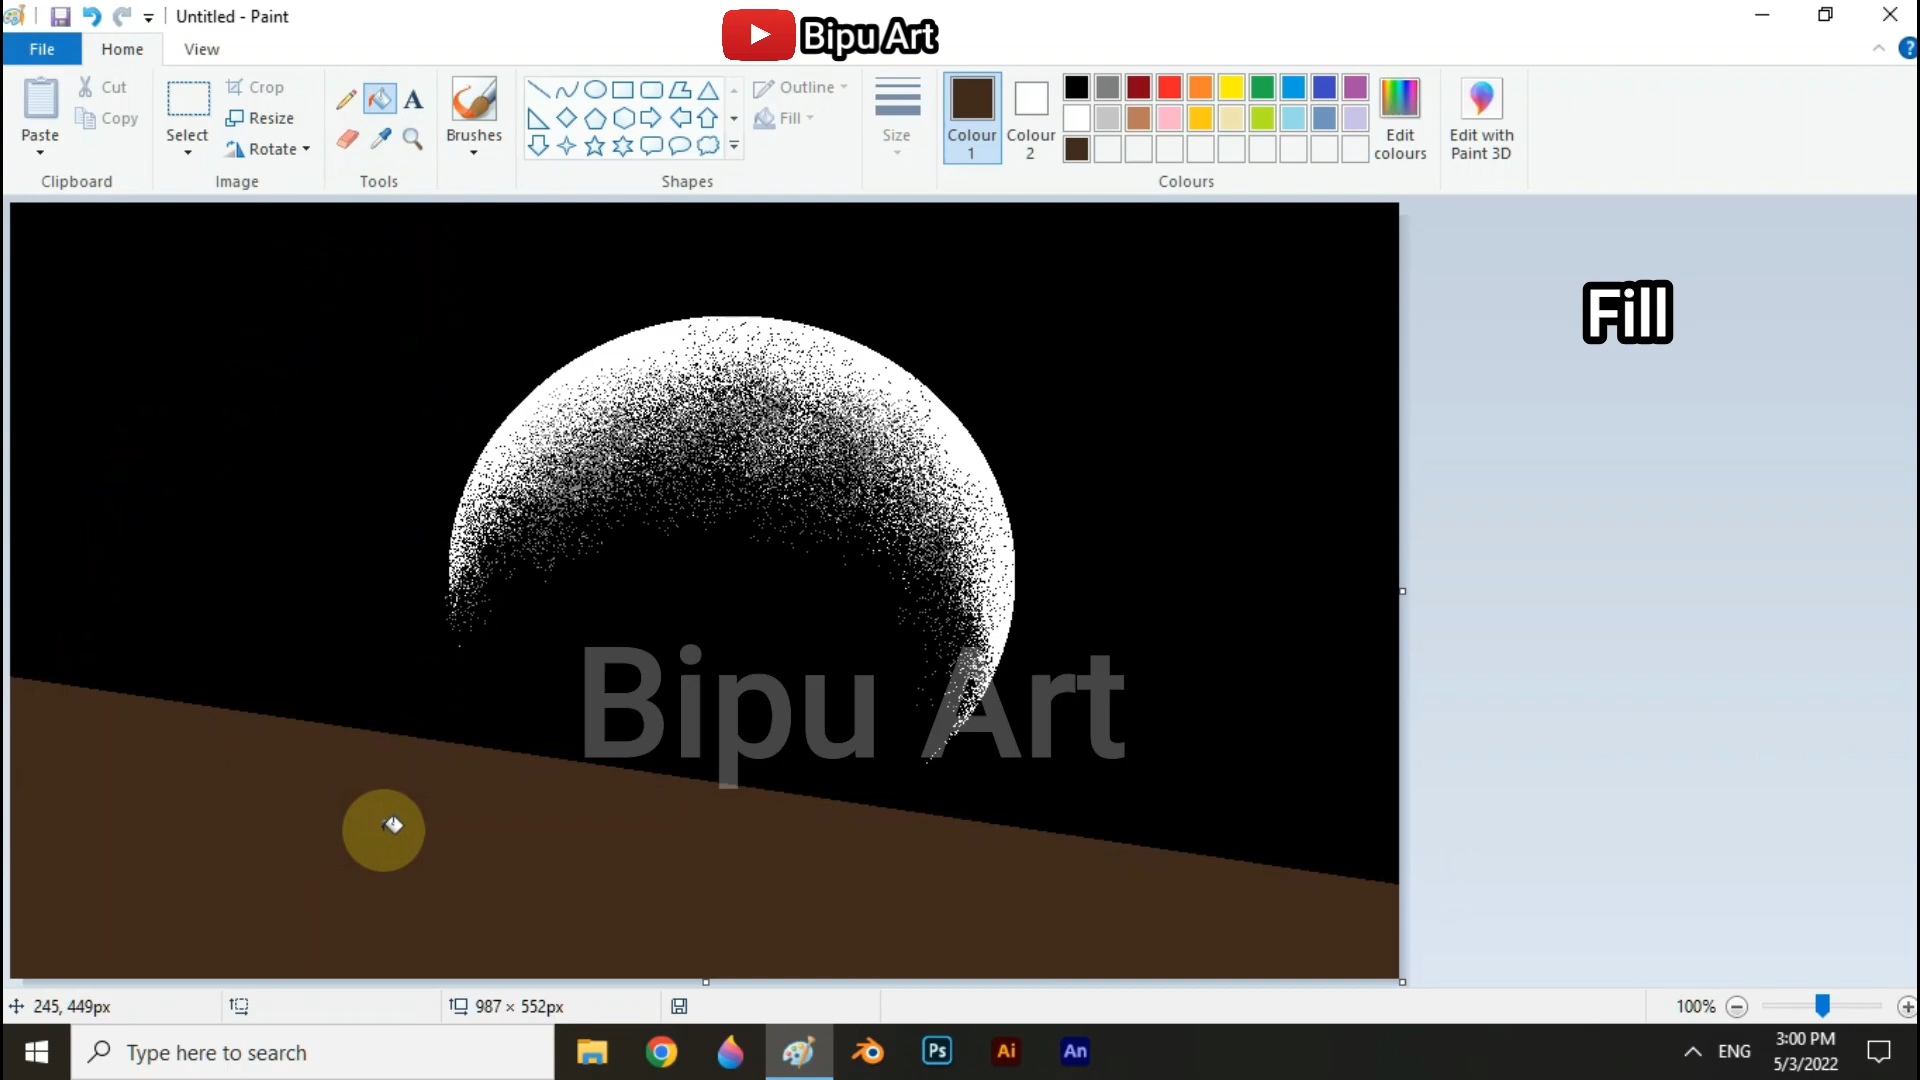 Untitled - Paint
Bipu Art
File
Home
View
Paste
Cut
Copy
Clipboard
Select
Crop
Resize
Rotate
Image
A
Tools
Brushes
Shapes
Outline
Fill
Size
Colour
1
Colour
2
Colours
Edit
colours
Edit with
Paint 3D
?
Fill
Bipu Art
245, 449px
987 × 552px
100%
Type here to search
Ps
Ai
An
ENG
3:00 PM
5/3/2022